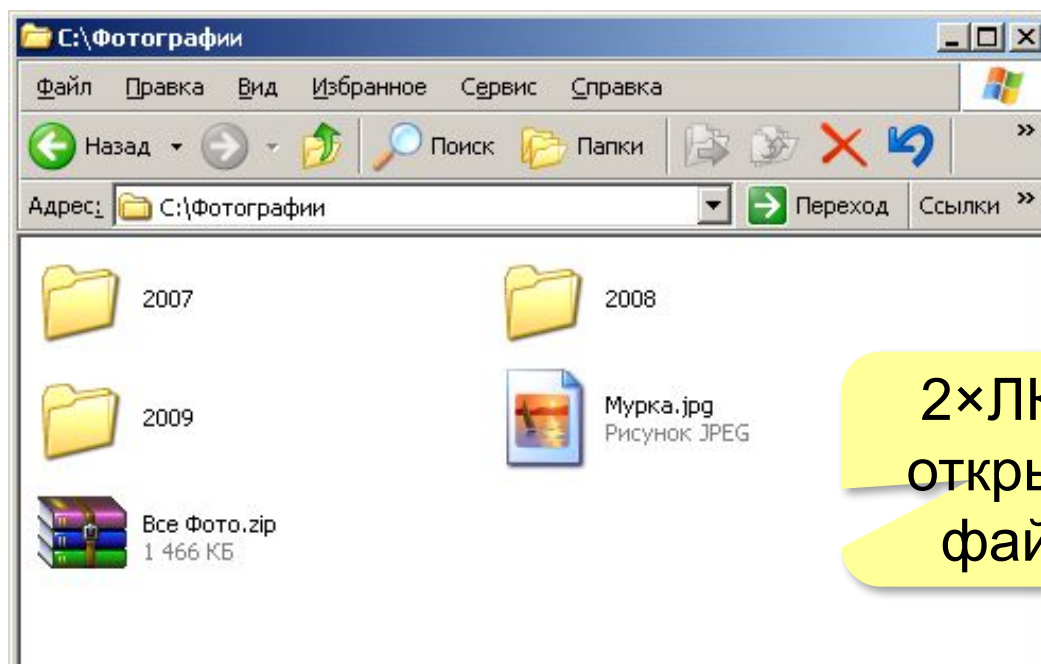 C:\Фотографии
Файл Правка Вид Избранное Сервис Справка
Назад Поиск Папки »
Адрес: C:\Фотографии Переход Ссылки »
2007 2008
2009
Мурка.jpg
Рисунок JPEG
Все Фото.zip
1 466 КБ